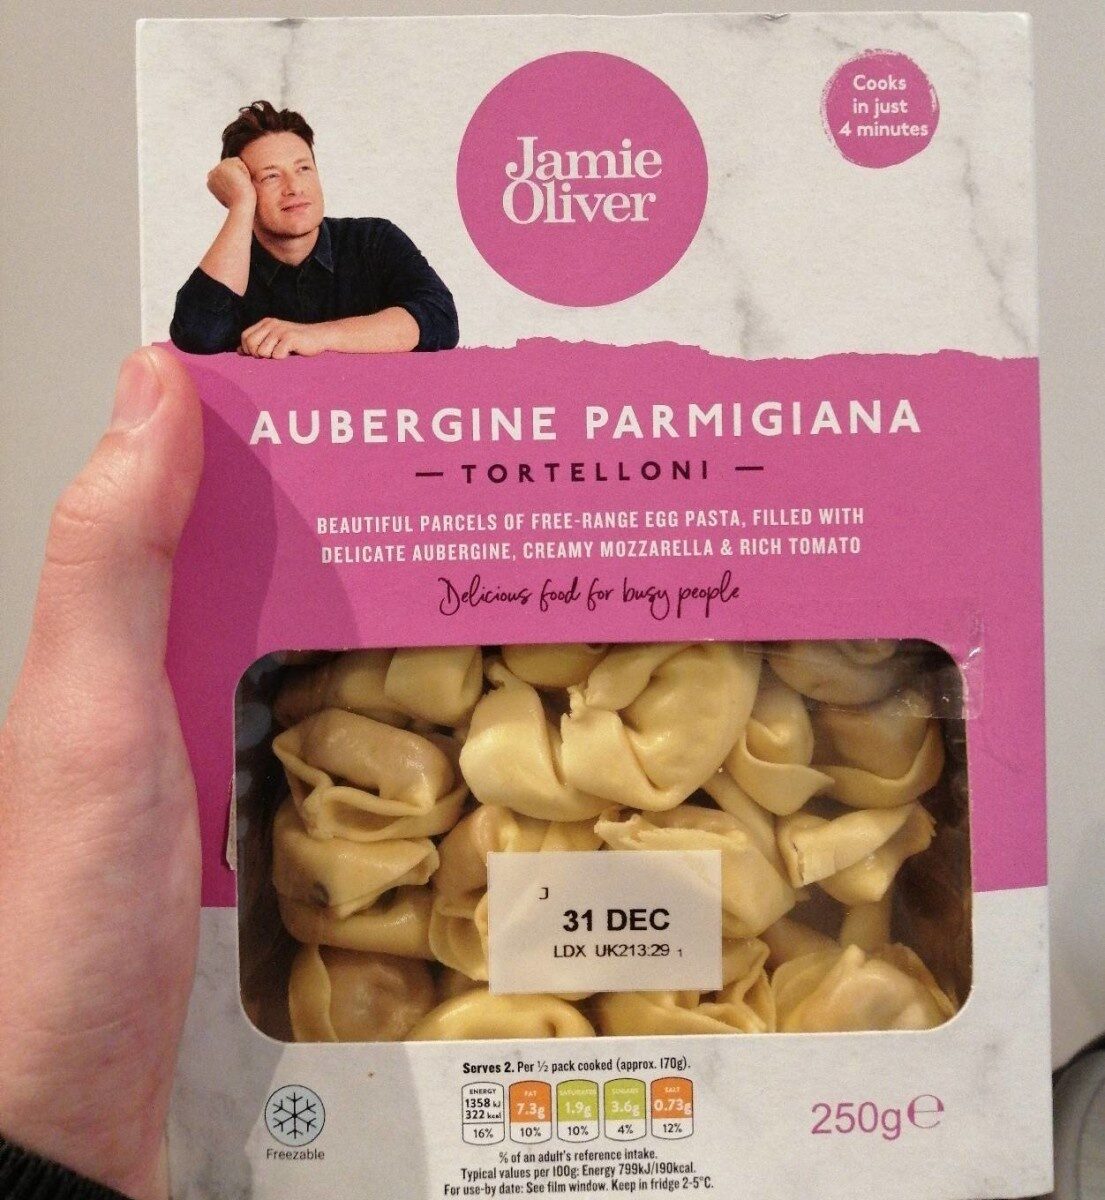 Jamie
Oliver
Cooks
in just
4 minutes
AUBERGINE PARMIGIANA
— TORTELLONI —
BEAUTIFUL PARCELS OF FREE-RANGE EGG PASTA, FILLED WITH
DELICATE AUBERGINE, CREAMY MOZZARELLA & RICH TOMATO
Delicious food for busy people
J
31 DEC
LDX UK213:29 1
Serves 2. Per ½ pack cooked (approx. 170g).
ENERGY FAT SATURATES SUGARS SALT
1358 kJ 7.3g 1.9g 3.6g 0.73g
322 kcal
16% 10% 10% 4% 12%
% of an adult's reference intake.
Typical values per 100g: Energy 799kJ/190kcal.
For use-by date: See film window. Keep in fridge 2-5°C.
Freezable
250g ℮